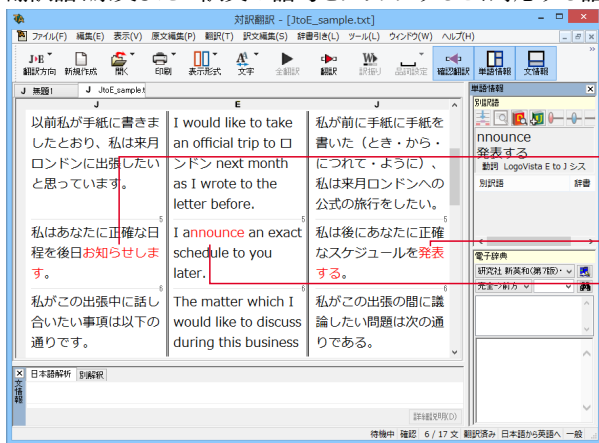 対訳翻訳 - [JtoE_sample.txt]
ファイル(F) 編集(E) 表示(V) 原文編集(P) 翻訳(T) 訳文編集(S) 辞書引き(L) ツール(L) ウィンドウ(W) ヘルプ(H)
J▸E
翻訳方向 新規作成 開く 印刷 表示形式 文字 全翻訳 翻訳 訳振り 品詞設定 確認翻訳 単語情報 文情報
J 無題1 J JtoE_sample.t
J E J
以前私が手紙に書きま
したとおり、私は来月
ロンドンに出張したい
と思っています。
I would like to take
an official trip to ロ
ンドン next month
as I wrote to the
letter before.
私が前に手紙に手紙を
書いた（とき・から・
につれて・ように）、
私は来月ロンドンへの
公式の旅行をしたい。
5 5 5
私はあなたに正確な日
程を後日お知らせしま
す。
I announce an exact
schedule to you
later.
私は後にあなたに正確
なスケジュールを発表
する。
6 6 6
私がこの出張中に話し
合いたい事項は以下の
通りです。
The matter which I
would like to discuss
during this business
私がこの出張の間に議
論したい問題は次の通
りである。
単語情報
別訳語
nnounce
発表する
動詞 LogoVista E to J シス
別訳語 辞書
電子辞典
研究社 新英和(第7版)・
完全->前方
文情報
日本語解析 別解釈
詳細説明(D)
待機中 確認 6 / 17 文 翻訳済み 日本語から英語へ 一般